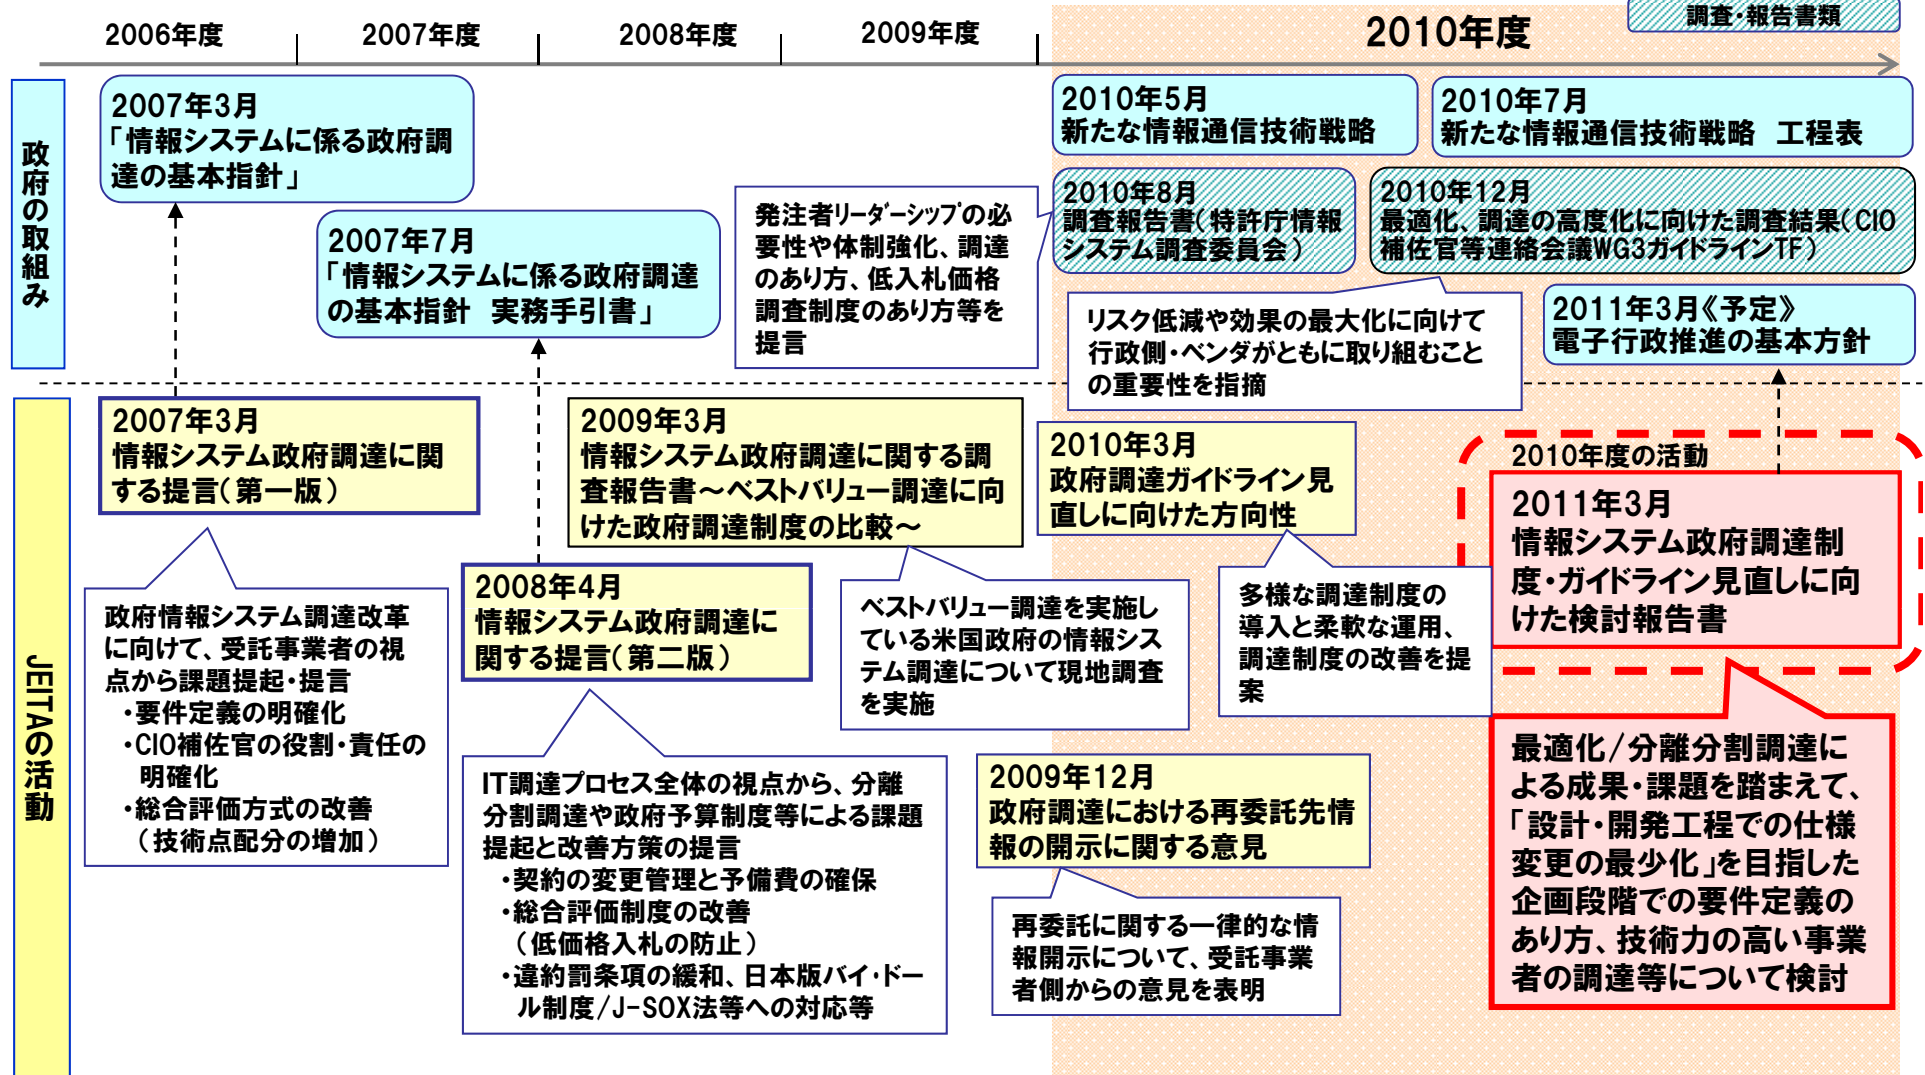 調査・報告書類
2006年度
2007年度
2008年度
2009年度
2010年度
政府の取組み
2007年3月
「情報システムに係る政府調
達の基本指針」
2007年7月
「情報システムに係る政府調達
の基本指針　実務手引書」
発注者リーダーシップの必
要性や体制強化、調達
のあり方、低入札価格
調査制度のあり方等を
提言
2010年5月
新たな情報通信技術戦略
2010年7月
新たな情報通信技術戦略　工程表
2010年8月
調査報告書（特許庁情報
システム調査委員会）
2010年12月
最適化、調達の高度化に向けた調査結果（CIO
補佐官等連絡会議WG3ガイドラインTF）
リスク低減や効果の最大化に向けて
行政側・ベンダがともに取り組むこと
の重要性を指摘
2011年3月《予定》
電子行政推進の基本方針
JEITAの活動
2007年3月
情報システム政府調達に関
する提言（第一版）
政府情報システム調達改革
に向けて、受託事業者の視
点から課題提起・提言
・要件定義の明確化
・CIO補佐官の役割・責任の
明確化
・総合評価方式の改善
（技術点配分の増加）
2008年4月
情報システム政府調達に
関する提言（第二版）
IT調達プロセス全体の視点から、分離
分割調達や政府予算制度等による課題
提起と改善方策の提言
・契約の変更管理と予備費の確保
・総合評価制度の改善
（低価格入札の防止）
・違約罰条項の緩和、日本版バイ・ドー
ル制度/J-SOX法等への対応等
2009年3月
情報システム政府調達に関する調
査報告書～ベストバリュー調達に向
けた政府調達制度の比較～
ベストバリュー調達を実施し
ている米国政府の情報シス
テム調達について現地調査
を実施
2009年12月
政府調達における再委託先情
報の開示に関する意見
再委託に関する一律的な情
報開示について、受託事業
者側からの意見を表明
2010年3月
政府調達ガイドライン見
直しに向けた方向性
多様な調達制度の
導入と柔軟な運用、
調達制度の改善を提
案
2010年度の活動
2011年3月
情報システム政府調達制
度・ガイドライン見直しに向
けた検討報告書
最適化/分離分割調達に
よる成果・課題を踏まえて、
「設計・開発工程での仕様
変更の最少化」を目指した
企画段階での要件定義の
あり方、技術力の高い事業
者の調達等について検討